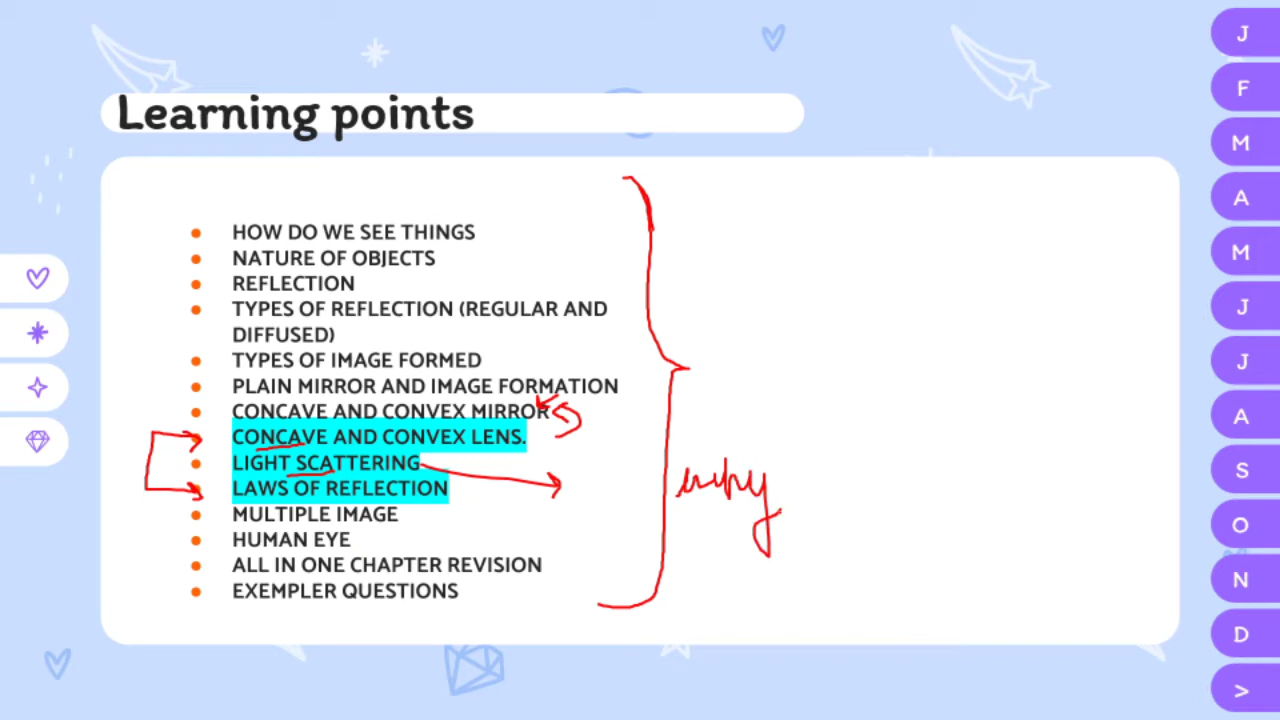 Learning points
HOW DO WE SEE THINGS
NATURE OF OBJECTS
REFLECTION
TYPES OF REFLECTION (REGULAR AND
DIFFUSED)
TYPES OF IMAGE FORMED
PLAIN MIRROR AND IMAGE FORMATION
CONCAVE AND CONVEX MIRROR
CONCAVE AND CONVEX LENS.
LIGHT SCATTERING
LAWS OF REFLECTION
MULTIPLE IMAGE
HUMAN EYE
ALL IN ONE CHAPTER REVISION
EXEMPLER QUESTIONS
J
F
M
A
M
J
J
A
S
O
N
D
>